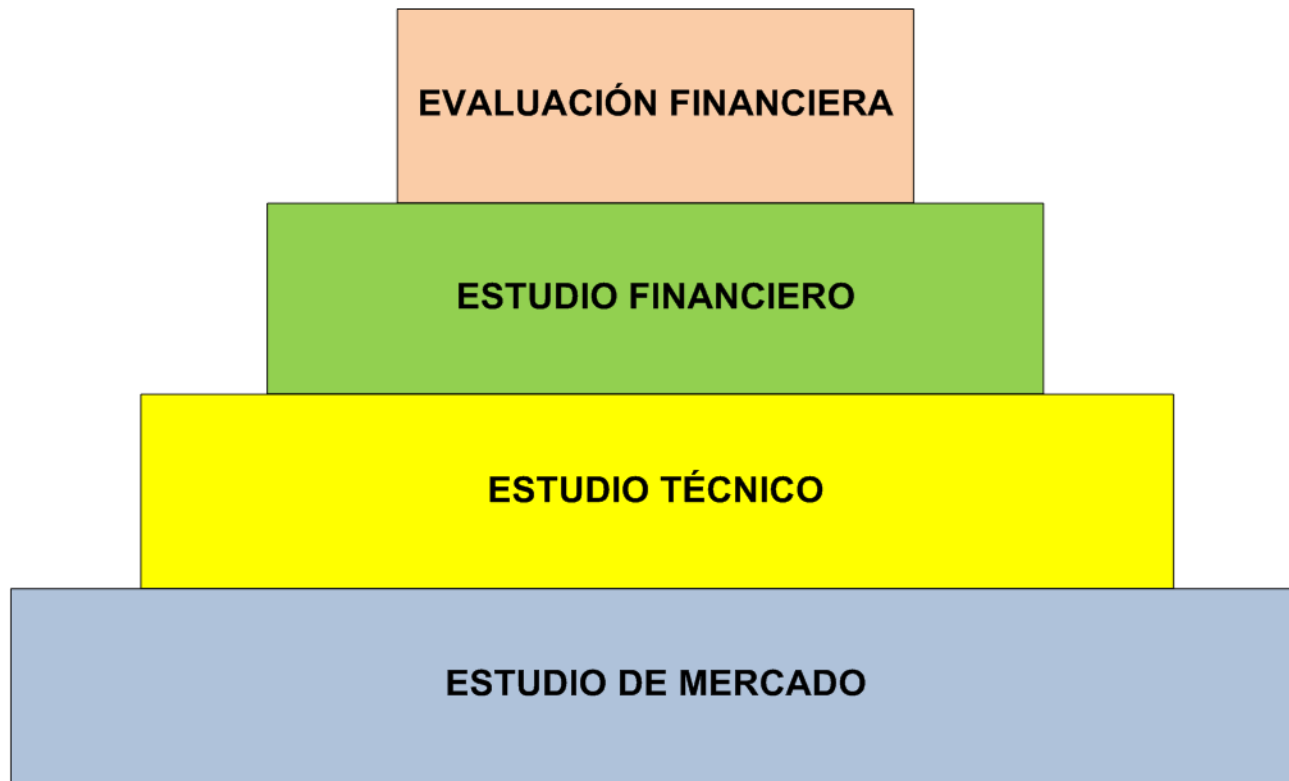 EVALUACIÓN FINANCIERA
ESTUDIO FINANCIERO
ESTUDIO TÉCNICO
ESTUDIO DE MERCADO